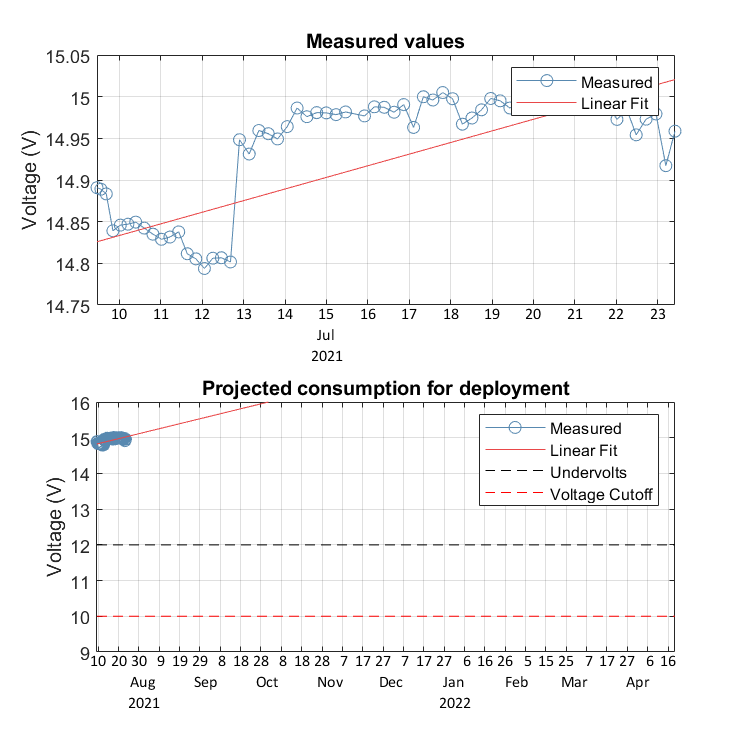 Measured values
15.05
15
14.95
14.9
14.85
14.8
14.75
Voltage (V)
Measured
Linear Fit
10 11 12 13 14 15 16 17 18 19 20 21 22 23
Jul
2021
Projected consumption for deployment
16
15
14
13
12
11
10
9
Voltage (V)
Measured
Linear Fit
Undervolts
Voltage Cutoff
10 20 30 9 19 29 8 18 28 8 18 28 7 17 27 7 17 27 6 16 26 5 15 25 7 17 27 6 16
Aug Sep Oct Nov Dec Jan Feb Mar Apr
2021 2022